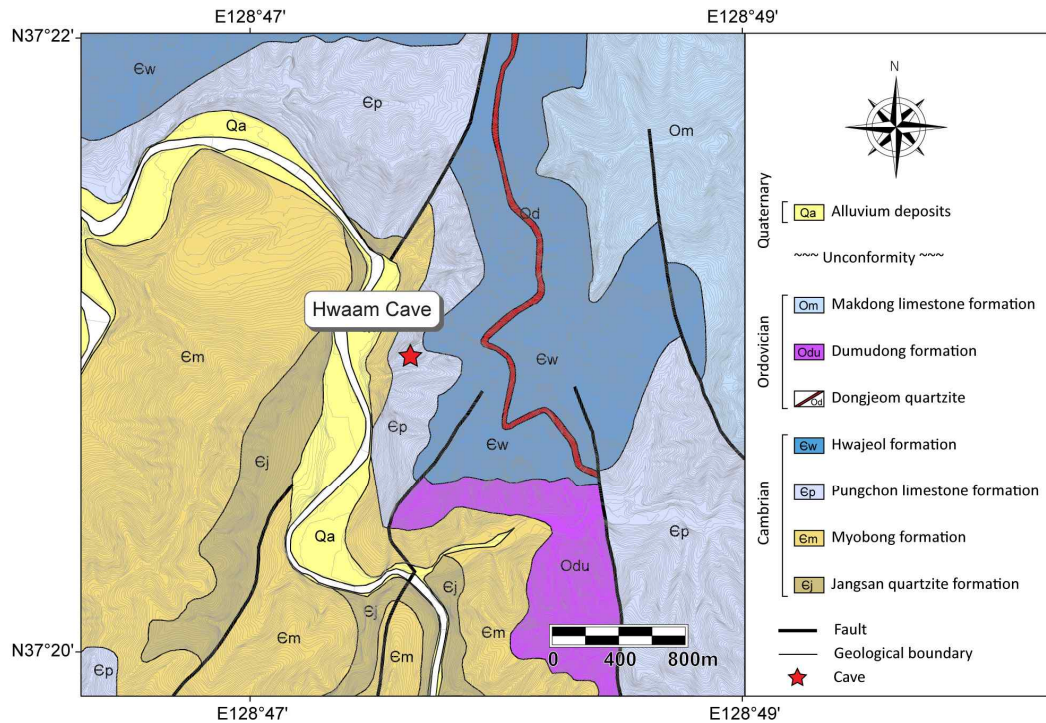 E128°47'
E128°49'
N37°22'
Єw
Єp
Qa
Om
N
Od
Hwaam Cave
Єm
Єw
Єp
Єw
Єj
Qa
Єp
Odu
Єj
Єj
Єm
Єm
Єm
Єp
0 400 800m
N37°20'
E128°47'
E128°49'
Quaternary
Qa Alluvium deposits
~~~ Unconformity ~~~
Ordovician
Om Makdong limestone formation
Odu Dumudong formation
Od Dongjeom quartzite
Cambrian
Єw Hwajeol formation
Єp Pungchon limestone formation
Єm Myobong formation
Єj Jangsan quartzite formation
Fault
Geological boundary
Cave